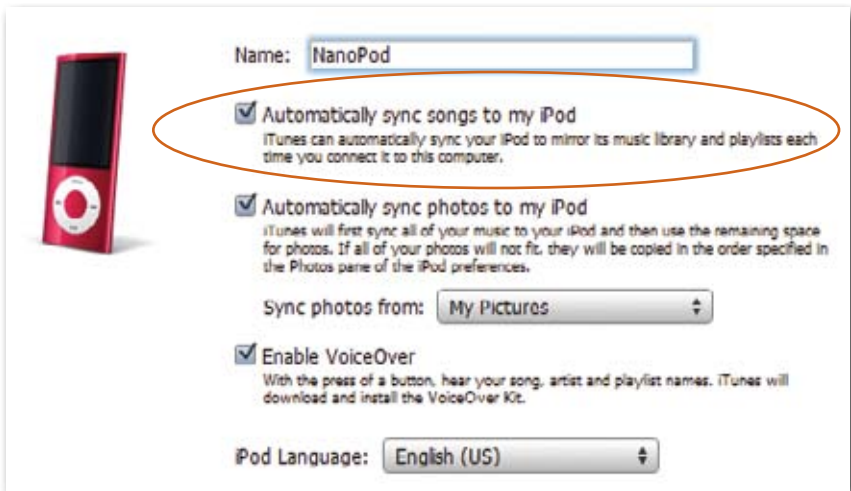 Name: NanoPod
Automatically sync songs to my iPod
iTunes can automatically sync your iPod to mirror its music library and playlists each
time you connect it to this computer.
Automatically sync photos to my iPod
iTunes will first sync all of your music to your iPod and then use the remaining space
for photos. If all of your photos will not fit, they will be copied in the order specified in
the Photos pane of the iPod preferences.
Sync photos from: My Pictures
Enable VoiceOver
With the press of a button, hear your song, artist and playlist names. iTunes will
download and install the VoiceOver Kit.
iPod Language: English (US)